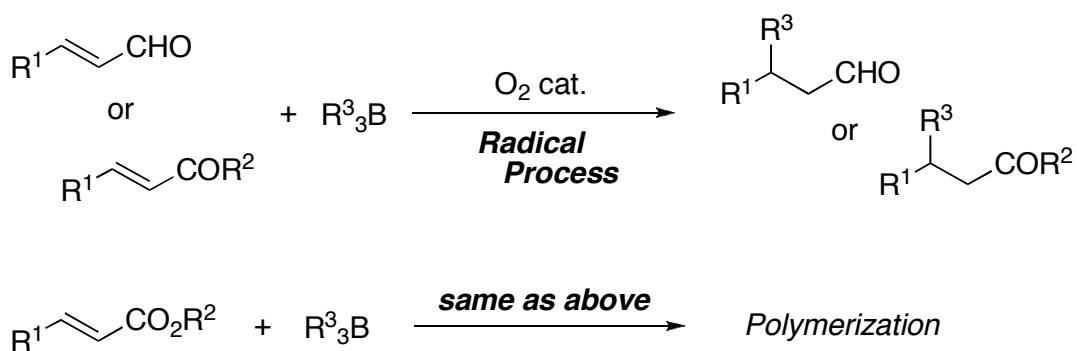 R¹ CHO
or
R¹ COR²
+ R³₃B
O₂ cat.
Radical
Process
R³
R¹ CHO
or
R³
R¹ COR²
R¹ CO₂R² + R³₃B same as above Polymerization